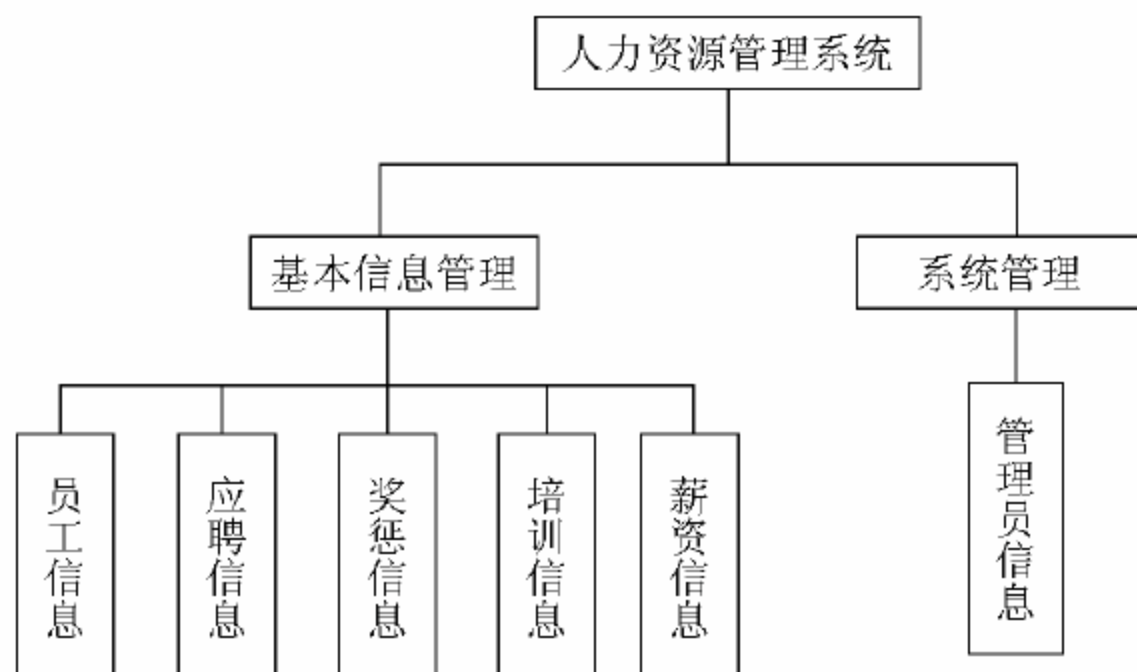 人力资源管理系统
基本信息管理
系统管理
员工信息
应聘信息
奖惩信息
培训信息
薪资信息
管理员信息